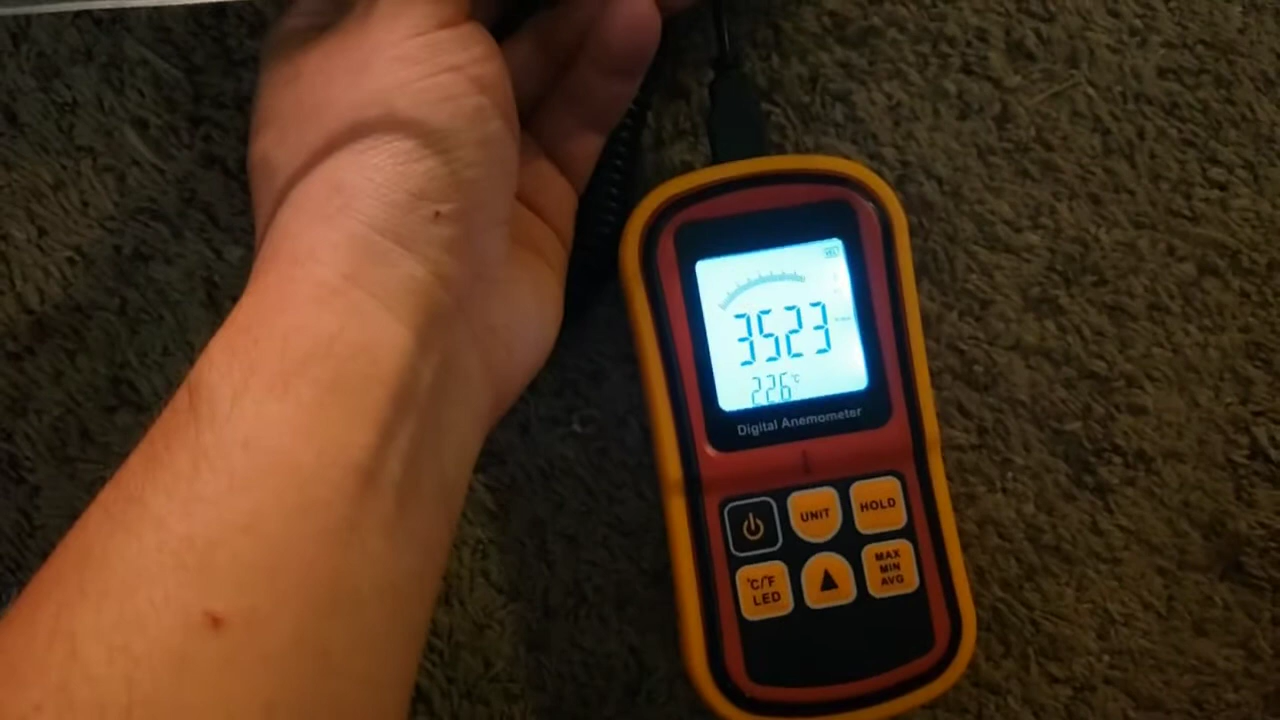 3523
22.6 °C
Digital Anemometer
UNIT
HOLD
°C/°F
LED
MAX
MIN
AVG